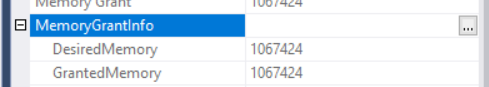 Memory Grant 1067424
MemoryGrantInfo ...
DesiredMemory 1067424
GrantedMemory 1067424